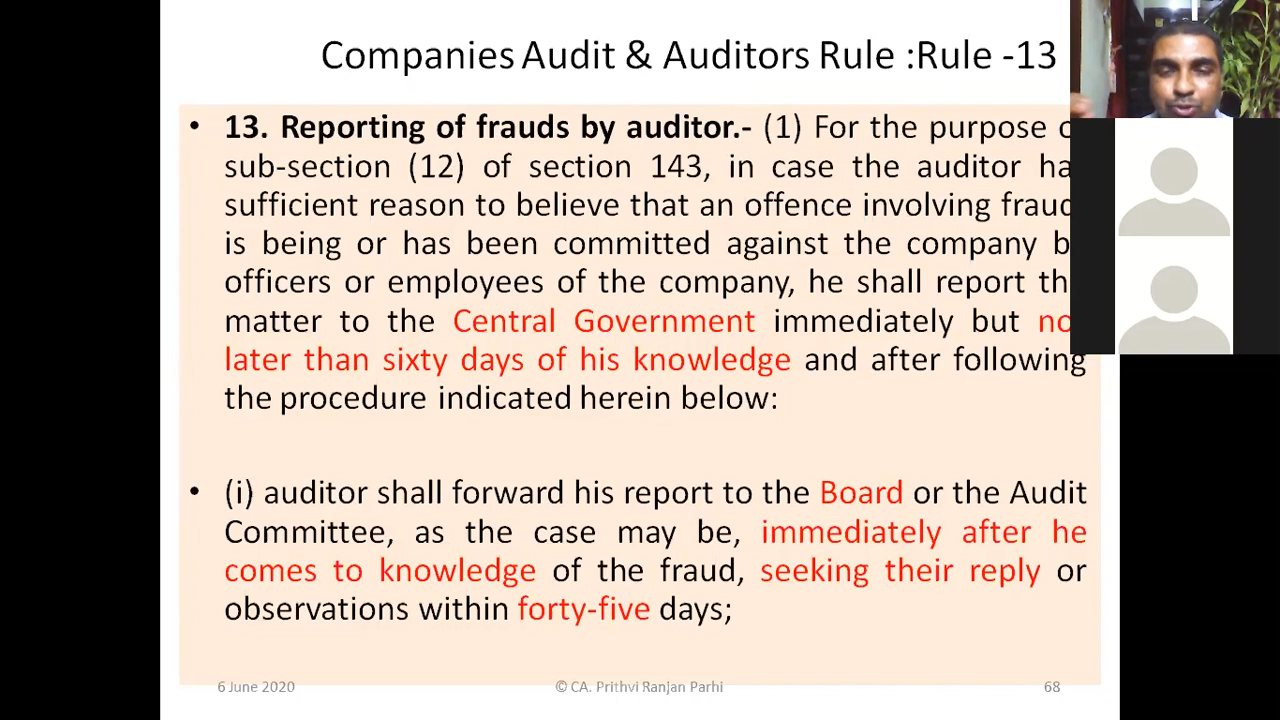 Companies Audit & Auditors Rule :Rule -13
• 13. Reporting of frauds by auditor.- (1) For the purpose
sub-section (12) of section 143, in case the auditor
sufficient reason to believe that an offence involving fraud
is being or has been committed against the company
officers or employees of the company, he shall report
matter to the Central Government immediately but
later than sixty days of his knowledge and after following
the procedure indicated herein below:
• (i) auditor shall forward his report to the Board or the Audit
Committee, as the case may be, immediately after he
comes to knowledge of the fraud, seeking their reply or
observations within forty-five days;
6 June 2020
© CA. Prithvi Ranjan Parhi
68